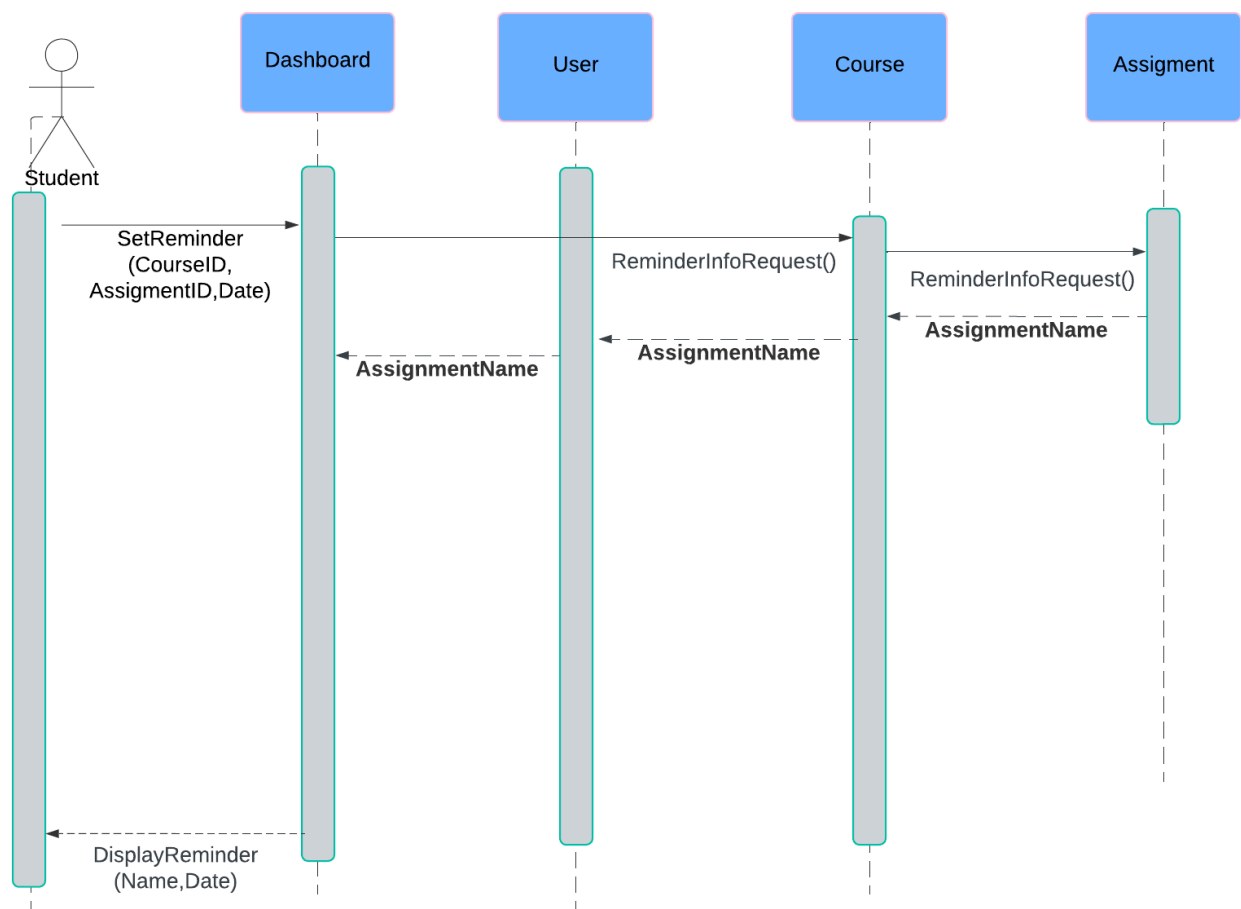 Dashboard
User
Course
Assigment
Student
SetReminder
(CourseID,
AssigmentID,Date)
ReminderInfoRequest()
ReminderInfoRequest()
AssignmentName
AssignmentName
AssignmentName
DisplayReminder
(Name,Date)